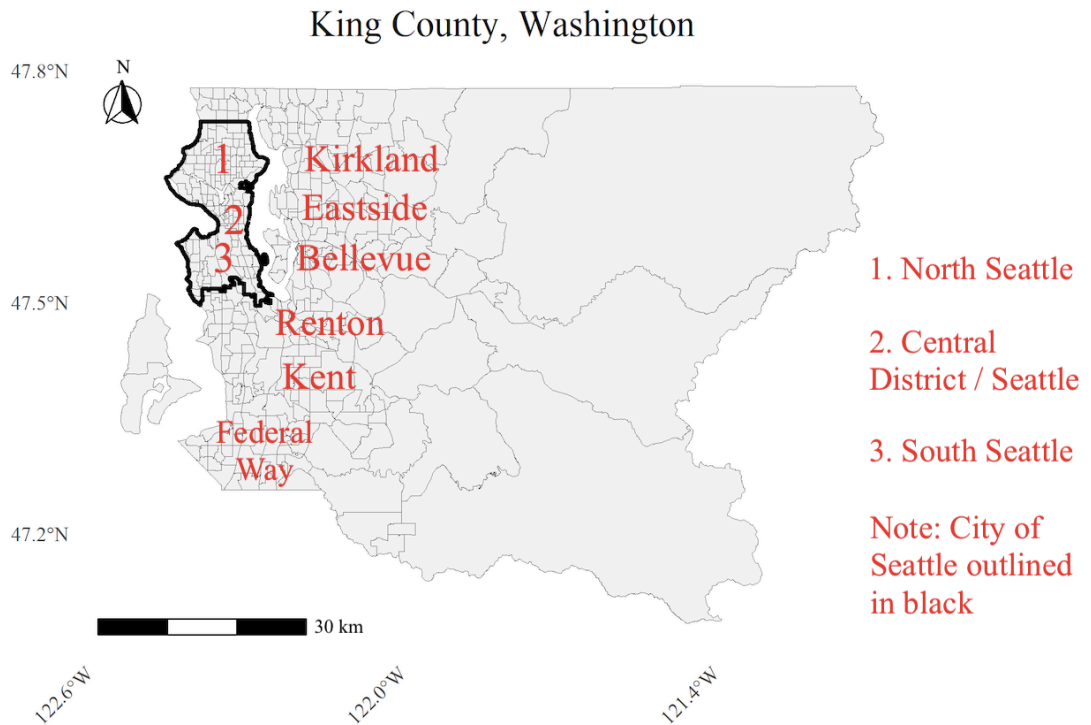 King County, Washington
47.8°N
N
1
Kirkland
Eastside
2
3
Bellevue
1. North Seattle
47.5°N
Renton
2. Central
District / Seattle
Kent
Federal
Way
3. South Seattle
47.2°N
Note: City of
Seattle outlined
in black
30 km
122.6°W
122.0°W
121.4°W